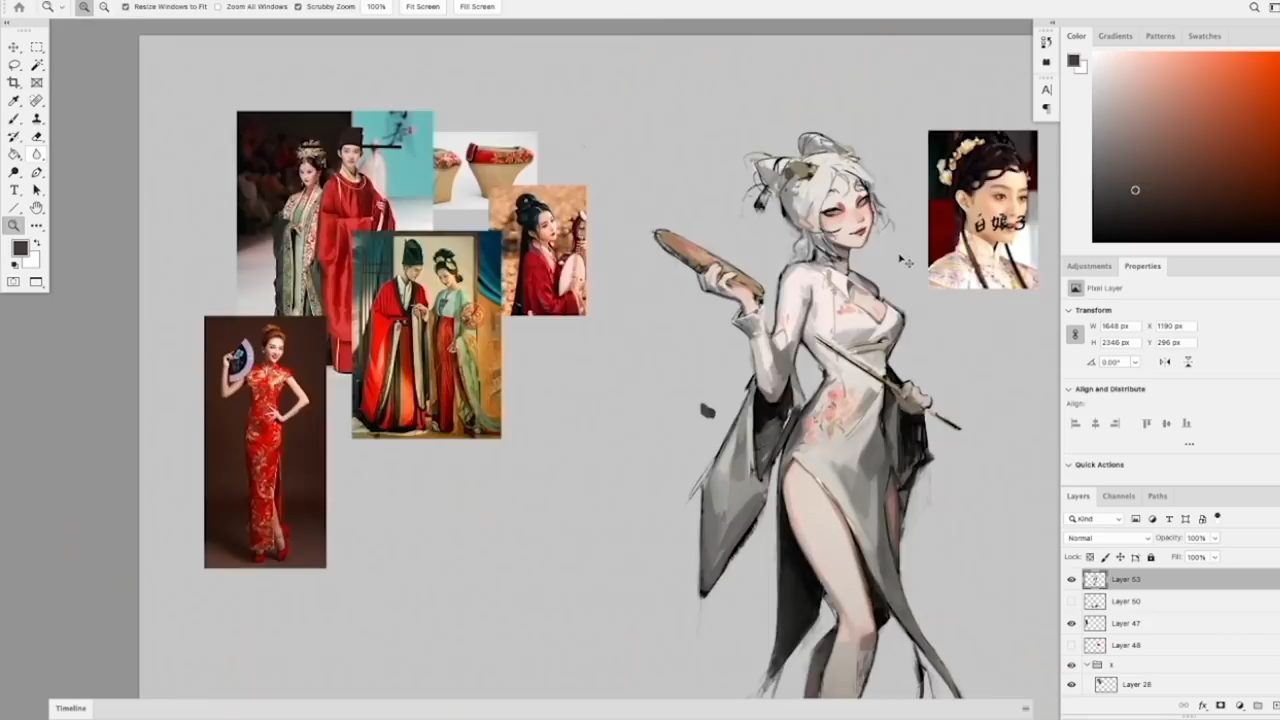 Resize Windows to Fit
Zoom All Windows
Scrubby Zoom
100%
Fit Screen
Fill Screen
Color
Gradients
Patterns
Swatches
白娘子
Adjustments
Properties
Pixel Layer
Transform
W 1648 px X 1190 px
H 2346 px Y 296 px
0.00°
Align and Distribute
Align:
Quick Actions
Layers
Channels
Paths
Kind
Normal
Opacity: 100%
Lock:
Fill: 100%
Layer 53
Layer 50
Layer 47
Layer 48
x
Layer 28
Timeline